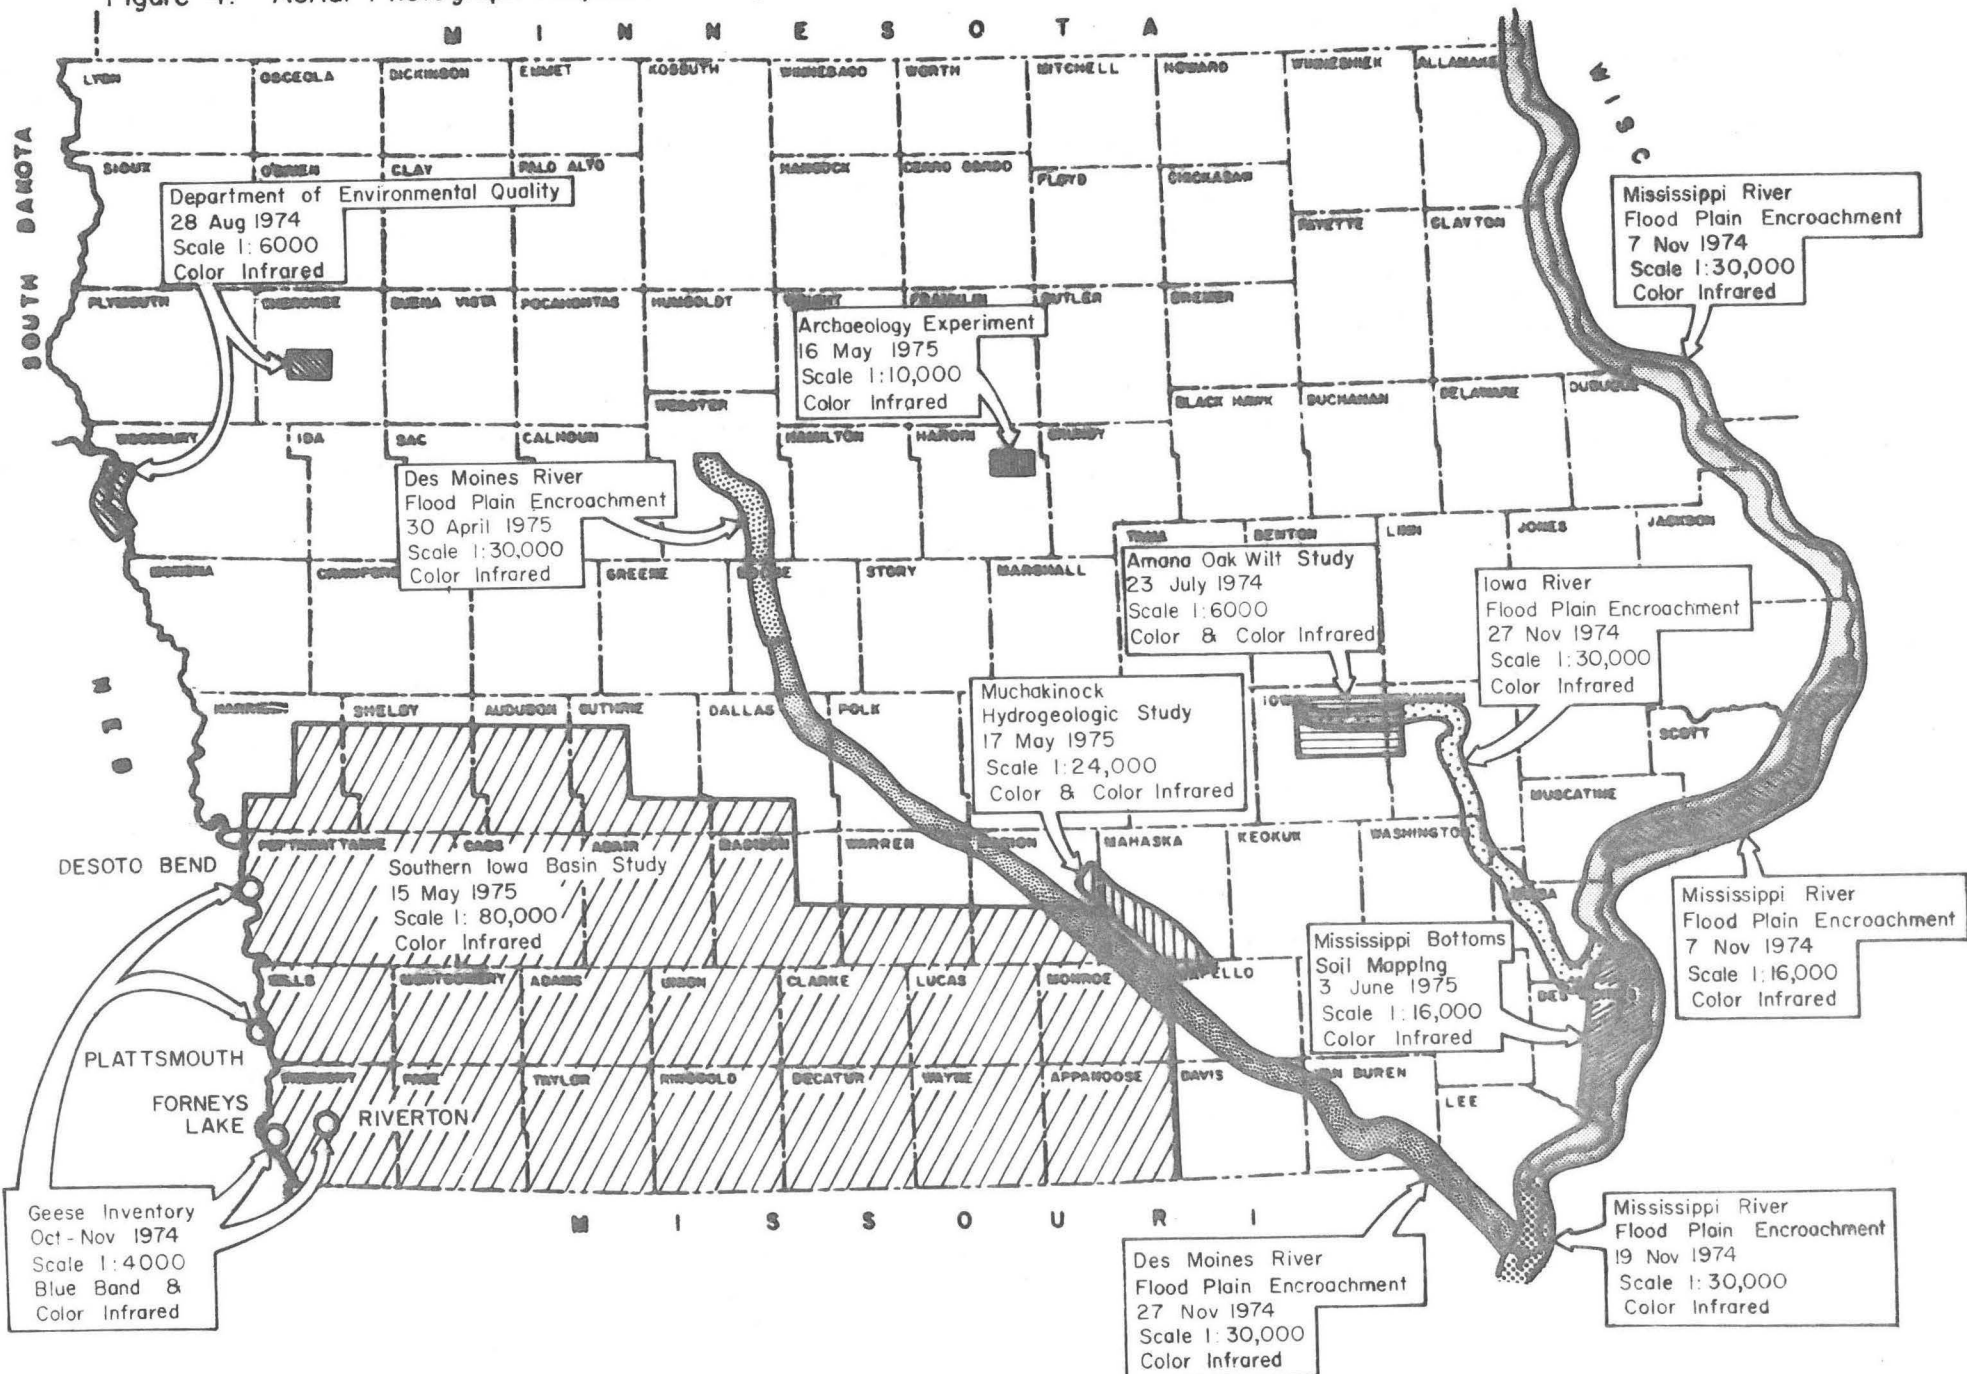 Figure
M I N N E S O T A
WISC
SOUTH DAKOTA
LYON
OSCEOLA
DICKINSON
EMMET
KOSSUTH
WINNEBAGO
WORTH
MITCHELL
HOWARD
WINNESHIEK
ALLAMAKE
SIOUX
O'BRIEN
CLAY
PALO ALTO
HANCOCK
CERRO GORDO
FLOYD
CHICKASAW
FAYETTE
CLAYTON
Department of Environmental Quality
28 Aug 1974
Scale 1:6000
Color Infrared
Mississippi River
Flood Plain Encroachment
7 Nov 1974
Scale 1:30,000
Color Infrared
PLYMOUTH
CHEROKEE
BUENA VISTA
POCAHONTAS
HUMBOLDT
WRIGHT
FRANKLIN
BUTLER
BREMER
Archaeology Experiment
16 May 1975
Scale 1:10,000
Color Infrared
WEBSTER
BLACK HAWK
BUCHANAN
DELAWARE
DUBUQUE
WOODBURY
IDA
SAC
CALHOUN
HAMILTON
HARDIN
GRUNDY
Des Moines River
Flood Plain Encroachment
30 April 1975
Scale 1:30,000
Color Infrared
TAMA
BENTON
LINN
JONES
JACKSON
Amana Oak Wilt Study
23 July 1974
Scale 1:6000
Color & Color Infrared
Iowa River
Flood Plain Encroachment
27 Nov 1974
Scale 1:30,000
Color Infrared
MONONA
CRAWFORD
GREENE
BOONE
STORY
MARSHALL
Muchakinock
Hydrogeologic Study
17 May 1975
Scale 1:24,000
Color & Color Infrared
SHELBY
AUDUBON
GUTHRIE
DALLAS
POLK
IOWA
JOHNSON
SCOTT
MUSCATINE
DESOTO BEND
CASS
ADAIR
MADISON
WARREN
MARION
MAHASKA
KEOKUK
WASHINGTON
Southern Iowa Basin Study
15 May 1975
Scale 1: 80,000
Color Infrared
Mississippi River
Flood Plain Encroachment
7 Nov 1974
Scale 1:16,000
Color Infrared
Mississippi Bottoms
Soil Mapping
3 June 1975
Scale 1:16,000
Color Infrared
MILLS
MONTGOMERY
ADAMS
UNION
CLARKE
LUCAS
MONROE
WAPELLO
DES
PLATTSMOUTH
FREMONT
PAGE
TAYLOR
RINGGOLD
DECATUR
WAYNE
APPANOOSE
DAVIS
VAN BUREN
LEE
FORNEYS
LAKE
RIVERTON
Geese Inventory
Oct - Nov 1974
Scale 1:4000
Blue Band &
Color Infrared
M I S S O U R I
Des Moines River
Flood Plain Encroachment
27 Nov 1974
Scale 1:30,000
Color Infrared
Mississippi River
Flood Plain Encroachment
19 Nov 1974
Scale 1:30,000
Color Infrared